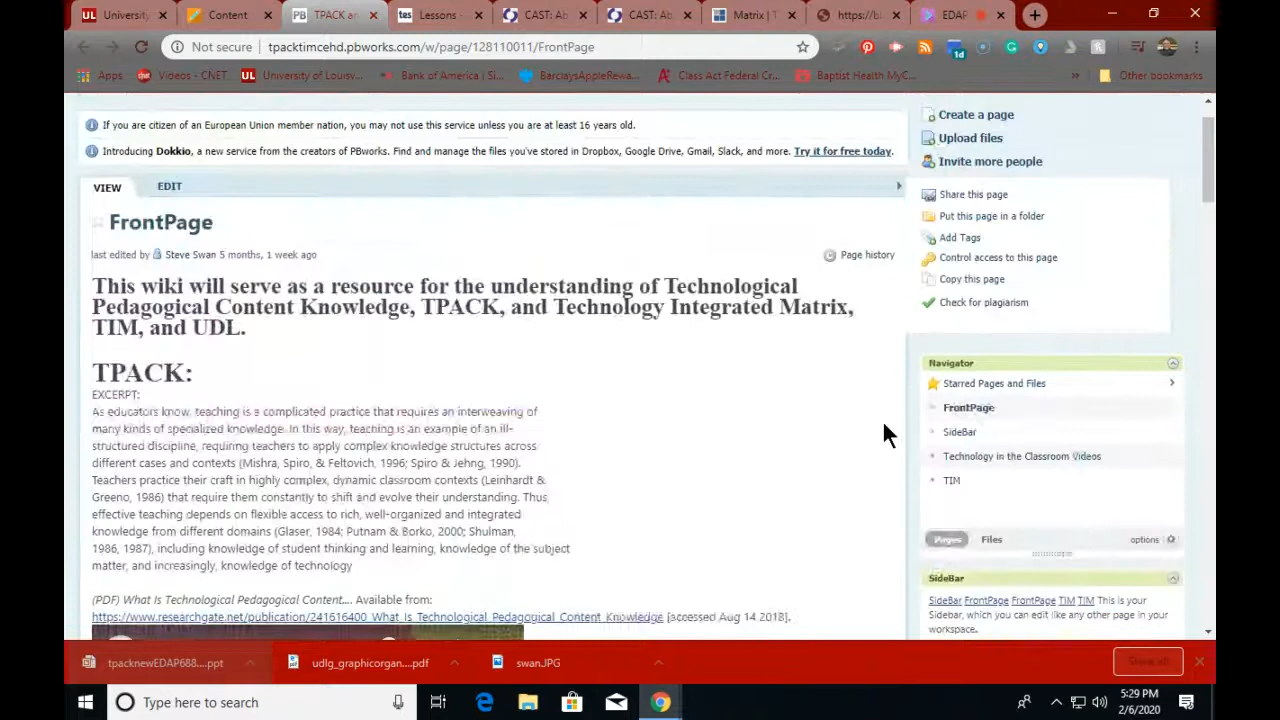 University
Content
TPACK an
tes Lessons -
CAST: Ab
CAST: Ab
Matrix | T
https://bi
EDAP
Not secure | tpacktimcehd.pbworks.com/w/page/128110011/FrontPage
1d
Apps
Videos - CNET
UL University of Louisv...
Bank of America | Si...
BarclaysAppleRewa...
Class Act Federal Cr...
Baptist Health MyC...
»
Other bookmarks
If you are citizen of an European Union member nation, you may not use this service unless you are at least 16 years old.
Introducing Dokkio, a new service from the creators of PBworks. Find and manage the files you've stored in Dropbox, Google Drive, Gmail, Slack, and more. Try it for free today.
VIEW EDIT
FrontPage
last edited by Steve Swan 5 months, 1 week ago
Page history
This wiki will serve as a resource for the understanding of Technological
Pedagogical Content Knowledge, TPACK, and Technology Integrated Matrix,
TIM, and UDL.
TPACK:
EXCERPT:
As educators know, teaching is a complicated practice that requires an interweaving of
many kinds of specialized knowledge. In this way, teaching is an example of an ill-
structured discipline, requiring teachers to apply complex knowledge structures across
different cases and contexts (Mishra, Spiro, & Feltovich, 1996; Spiro & Jehng, 1990).
Teachers practice their craft in highly complex, dynamic classroom contexts (Leinhardt &
Greeno, 1986) that require them constantly to shift and evolve their understanding. Thus,
effective teaching depends on flexible access to rich, well-organized and integrated
knowledge from different domains (Glaser, 1984; Putnam & Borko, 2000; Shulman,
1986, 1987), including knowledge of student thinking and learning, knowledge of the subject
matter, and increasingly, knowledge of technology
(PDF) What Is Technological Pedagogical Content.... Available from:
https://www.researchgate.net/publication/241616400_What_Is_Technological_Pedagogical_Content_Knowledge [accessed Aug 14 2018].
Create a page
Upload files
Invite more people
Share this page
Put this page in a folder
Add Tags
Control access to this page
Copy this page
Check for plagiarism
Navigator
Starred Pages and Files
FrontPage
SideBar
Technology in the Classroom Videos
TIM
Pages Files options
SideBar
SideBar FrontPage FrontPage TIM TIM This is your
Sidebar, which you can edit like any other page in your
workspace.
tpacknewEDAP688....ppt
udlg_graphicorgan....pdf
swan.JPG
Show all
Type here to search
5:29 PM
2/6/2020